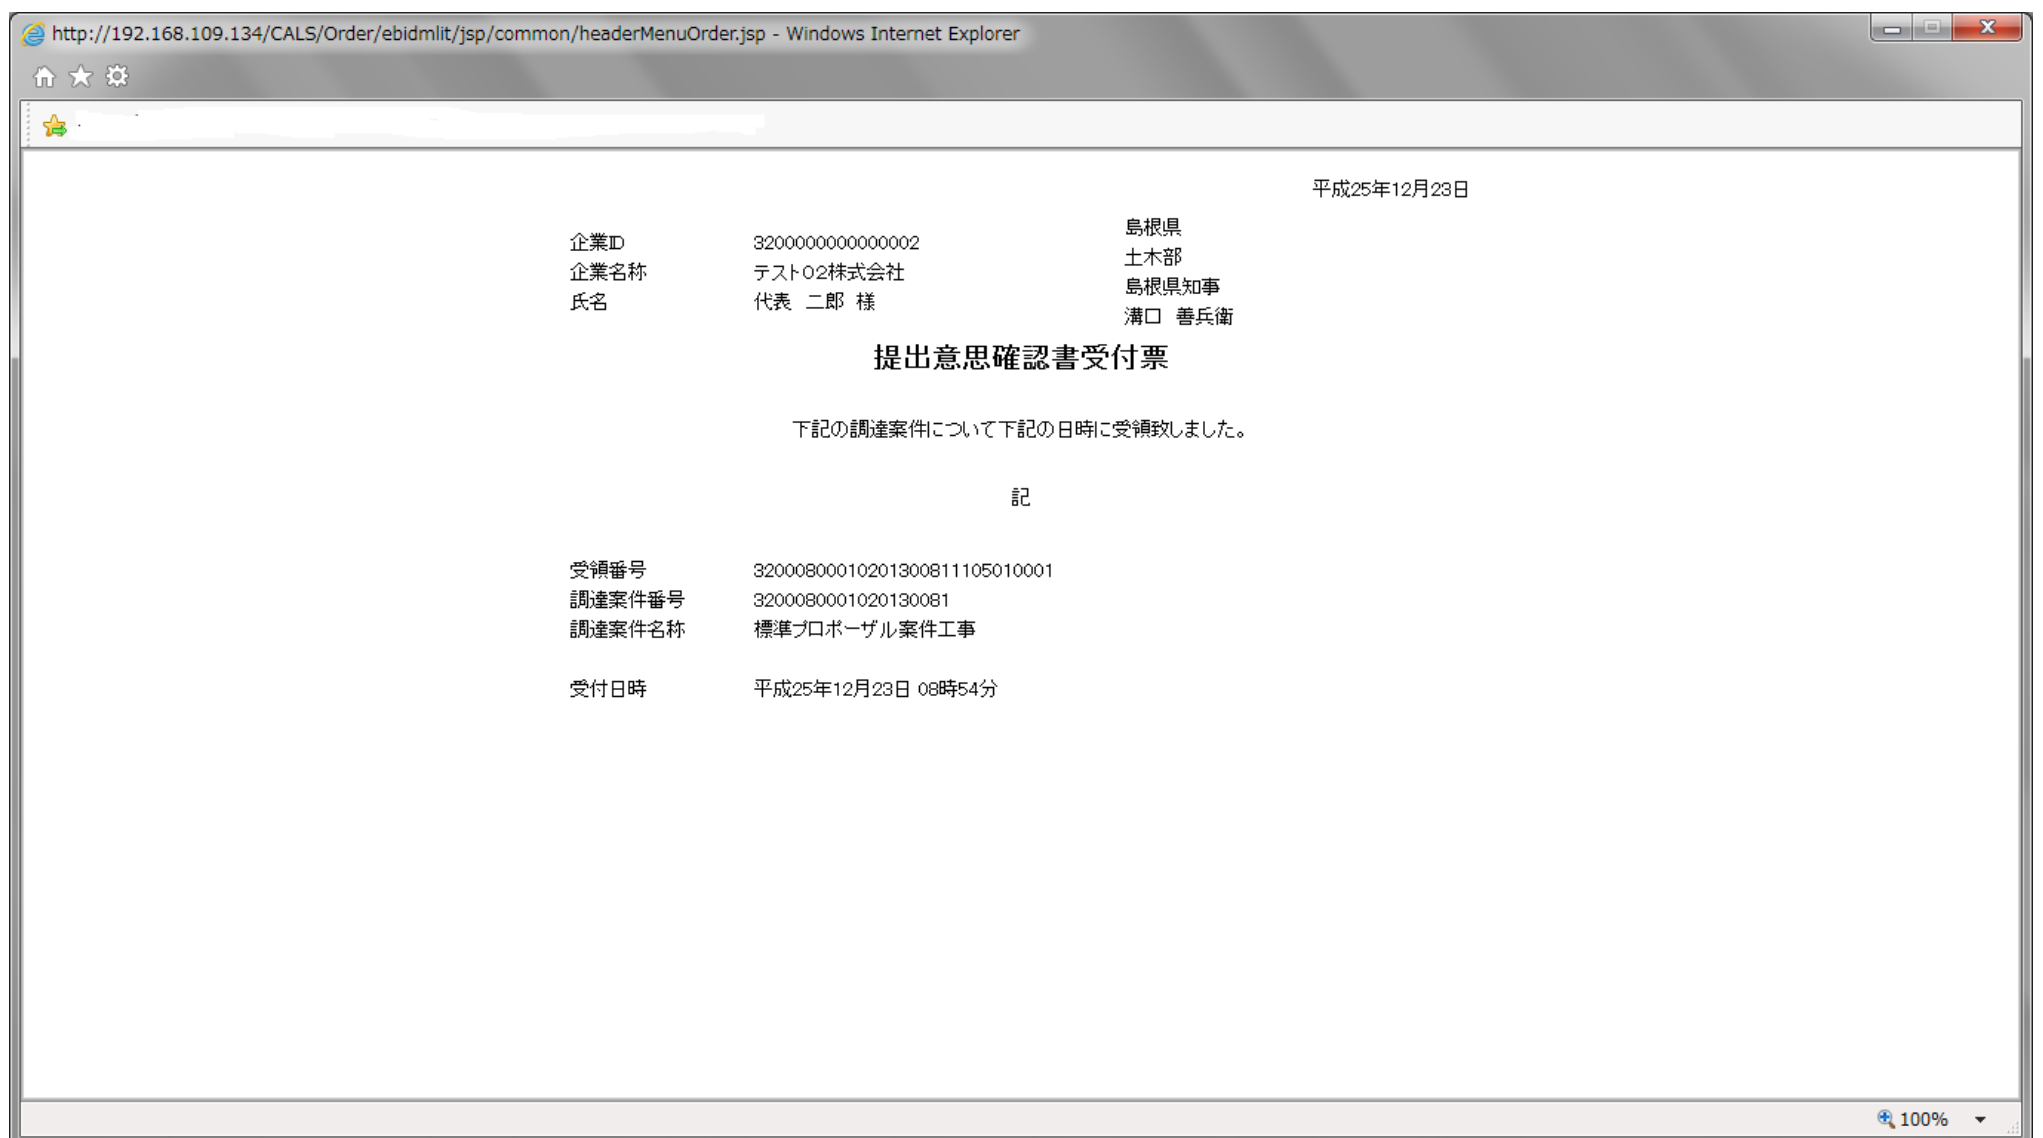 http://192.168.109.134/CALS/Order/ebidmlit/jsp/common/headerMenuOrder.jsp - Windows Internet Explorer
平成25年12月23日
島根県
企業ID 3200000000000002
土木部
企業名称 テスト02株式会社
島根県知事
氏名 代表 二郎 様
溝口 善兵衛
提出意思確認書受付票
下記の調達案件について下記の日時に受領致しました。
記
受領番号 32000800010201300811105010001
調達案件番号 3200080001020130081
調達案件名称 標準プロポーザル案件工事
受付日時 平成25年12月23日 08時54分
100%